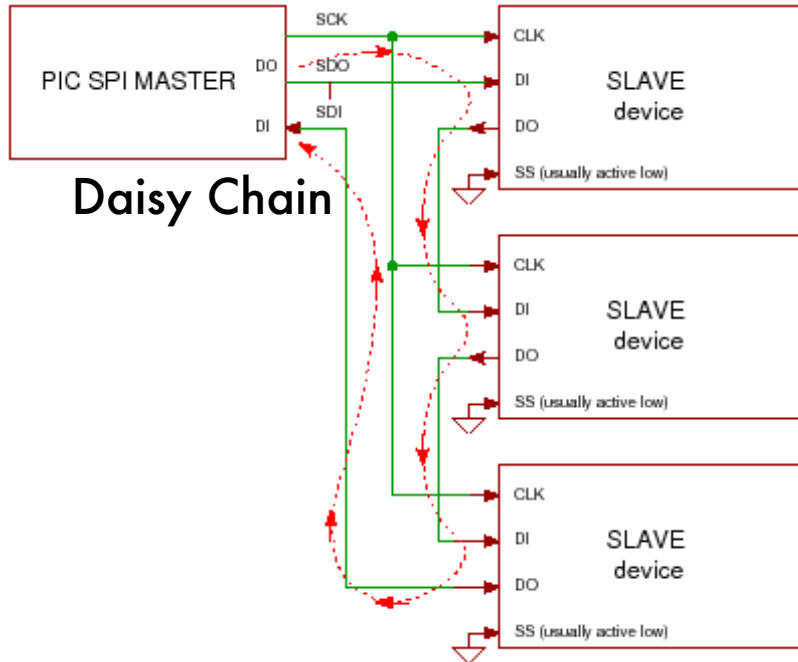 SCK
CLK
DO
SDO
PIC SPI MASTER
DI
SLAVE
device
SDI
DI
DO
Daisy Chain
SS (usually active low)
CLK
DI
SLAVE
device
DO
SS (usually active low)
CLK
DI
SLAVE
device
DO
SS (usually active low)